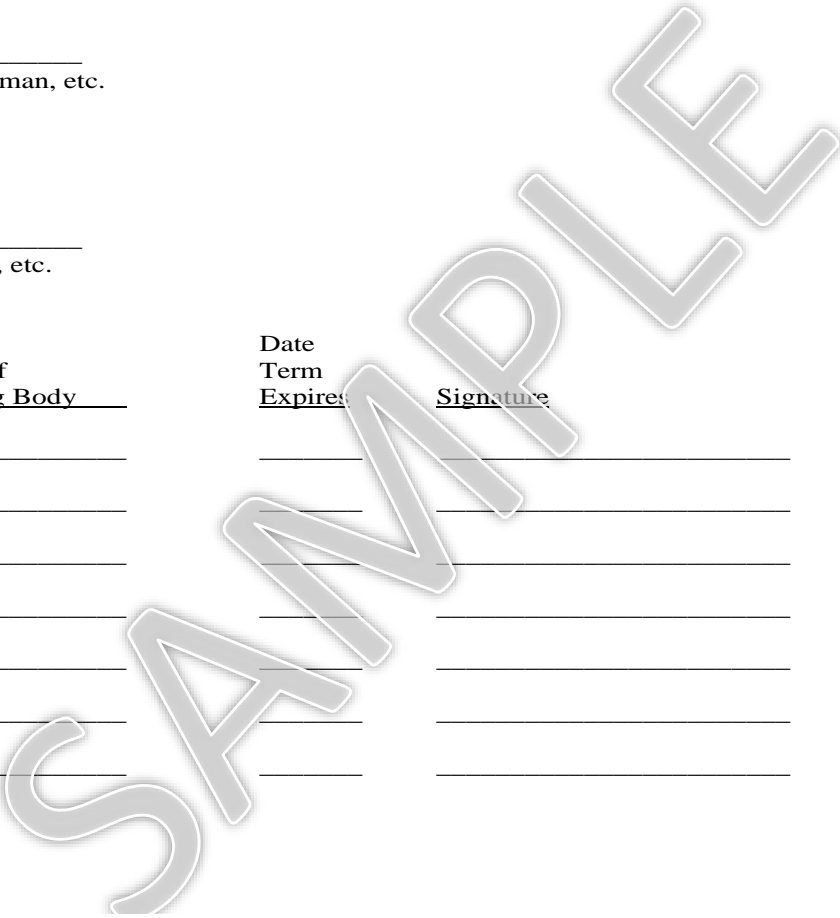 man, etc.
, etc.
Date
f Term
g Body Expires Signature
SAMPLE